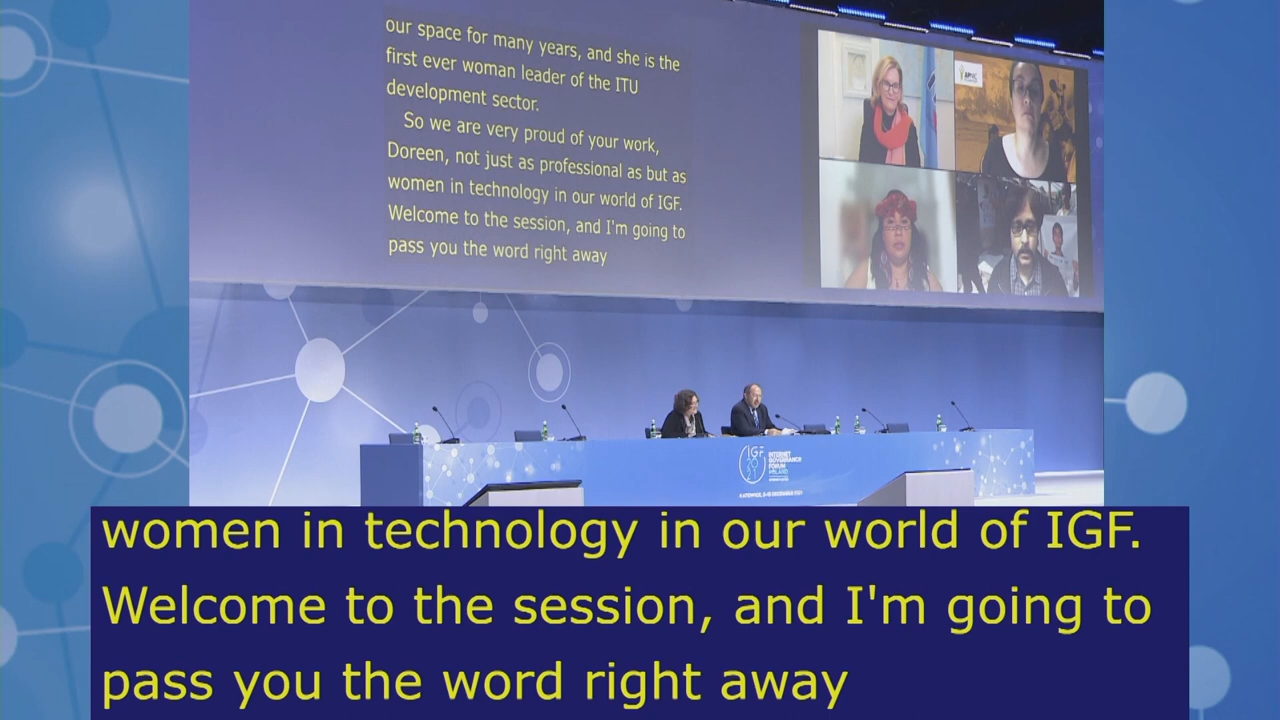 our space for many years, and she is the
first ever woman leader of the ITU
development sector.
So we are very proud of your work,
Doreen, not just as professional as but as
women in technology in our world of IGF.
Welcome to the session, and I'm going to
pass you the word right away
IGF
2021
INTERNET
GOVERNANCE
FORUM
POLAND
women in technology in our world of IGF.
Welcome to the session, and I'm going to
pass you the word right away